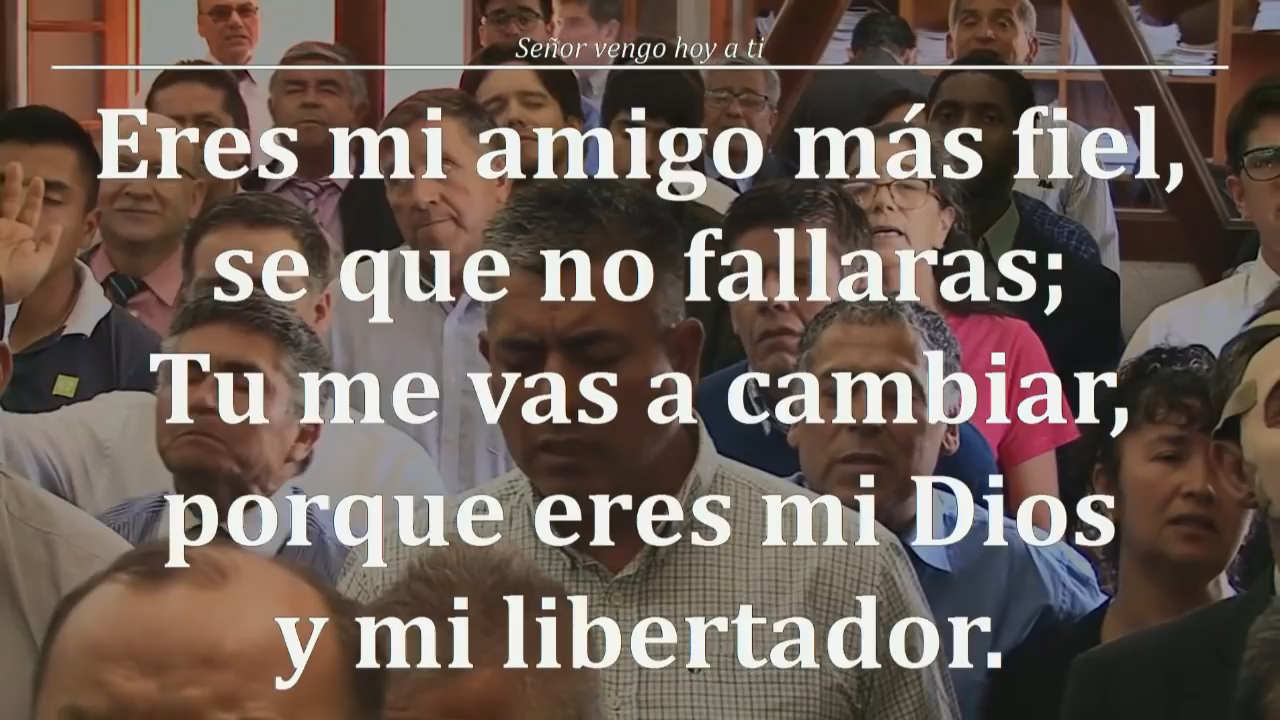 Señor vengo hoy a ti
Eres mi amigo más fiel,
se que no fallaras;
Tu me vas a cambiar,
porque eres mi Dios
y mi libertador.